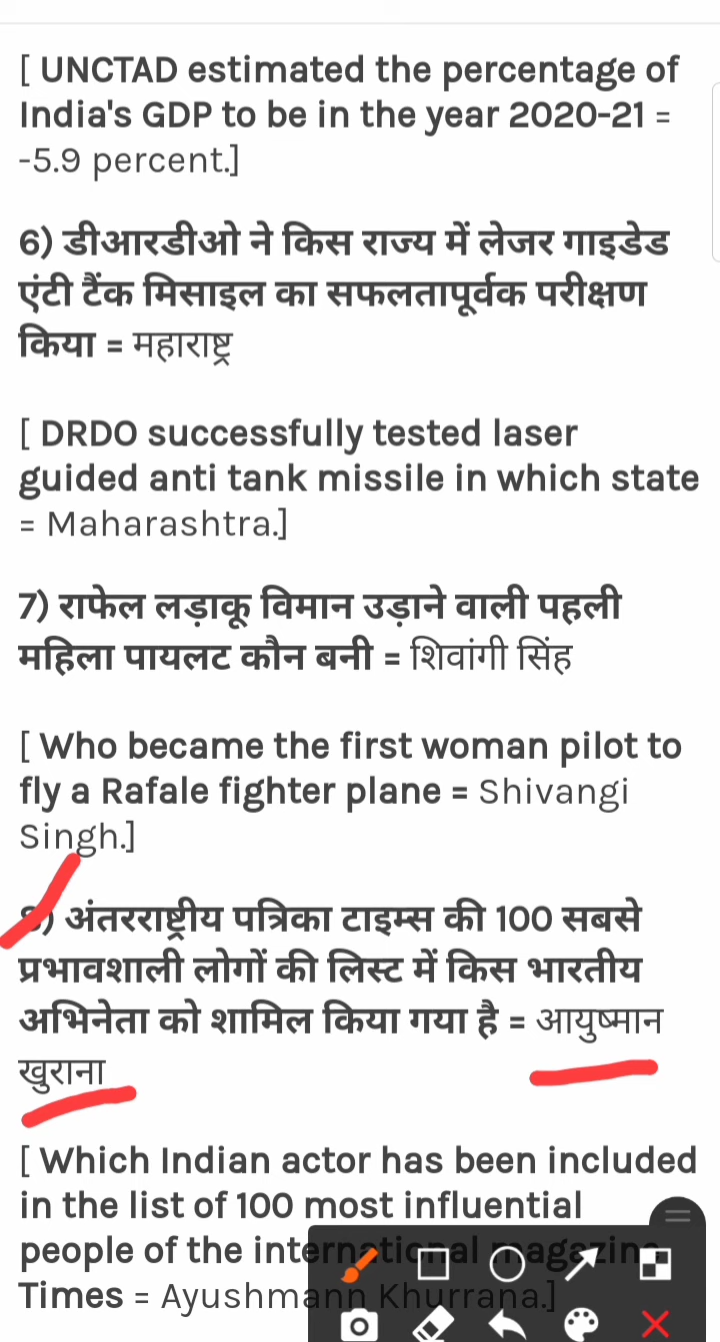 [ UNCTAD estimated the percentage of
India's GDP to be in the year 2020-21 =
-5.9 percent.]
6) डीआरडीओ ने किस राज्य में लेजर गाइडेड
एंटी टैंक मिसाइल का सफलतापूर्वक परीक्षण
किया = महाराष्ट्र
[ DRDO successfully tested laser
guided anti tank missile in which state
= Maharashtra.]
7) राफेल लड़ाकू विमान उड़ाने वाली पहली
महिला पायलट कौन बनी = शिवांगी सिंह
[ Who became the first woman pilot to
fly a Rafale fighter plane = Shivangi
Singh.]
) अंतरराष्ट्रीय पत्रिका टाइम्स की 100 सबसे
प्रभावशाली लोगों की लिस्ट में किस भारतीय
अभिनेता को शामिल किया गया है = आयुष्मान
खुराना
[ Which Indian actor has been included
in the list of 100 most influential
people of the international magazine
Times = Ayushmann Khurrana.]